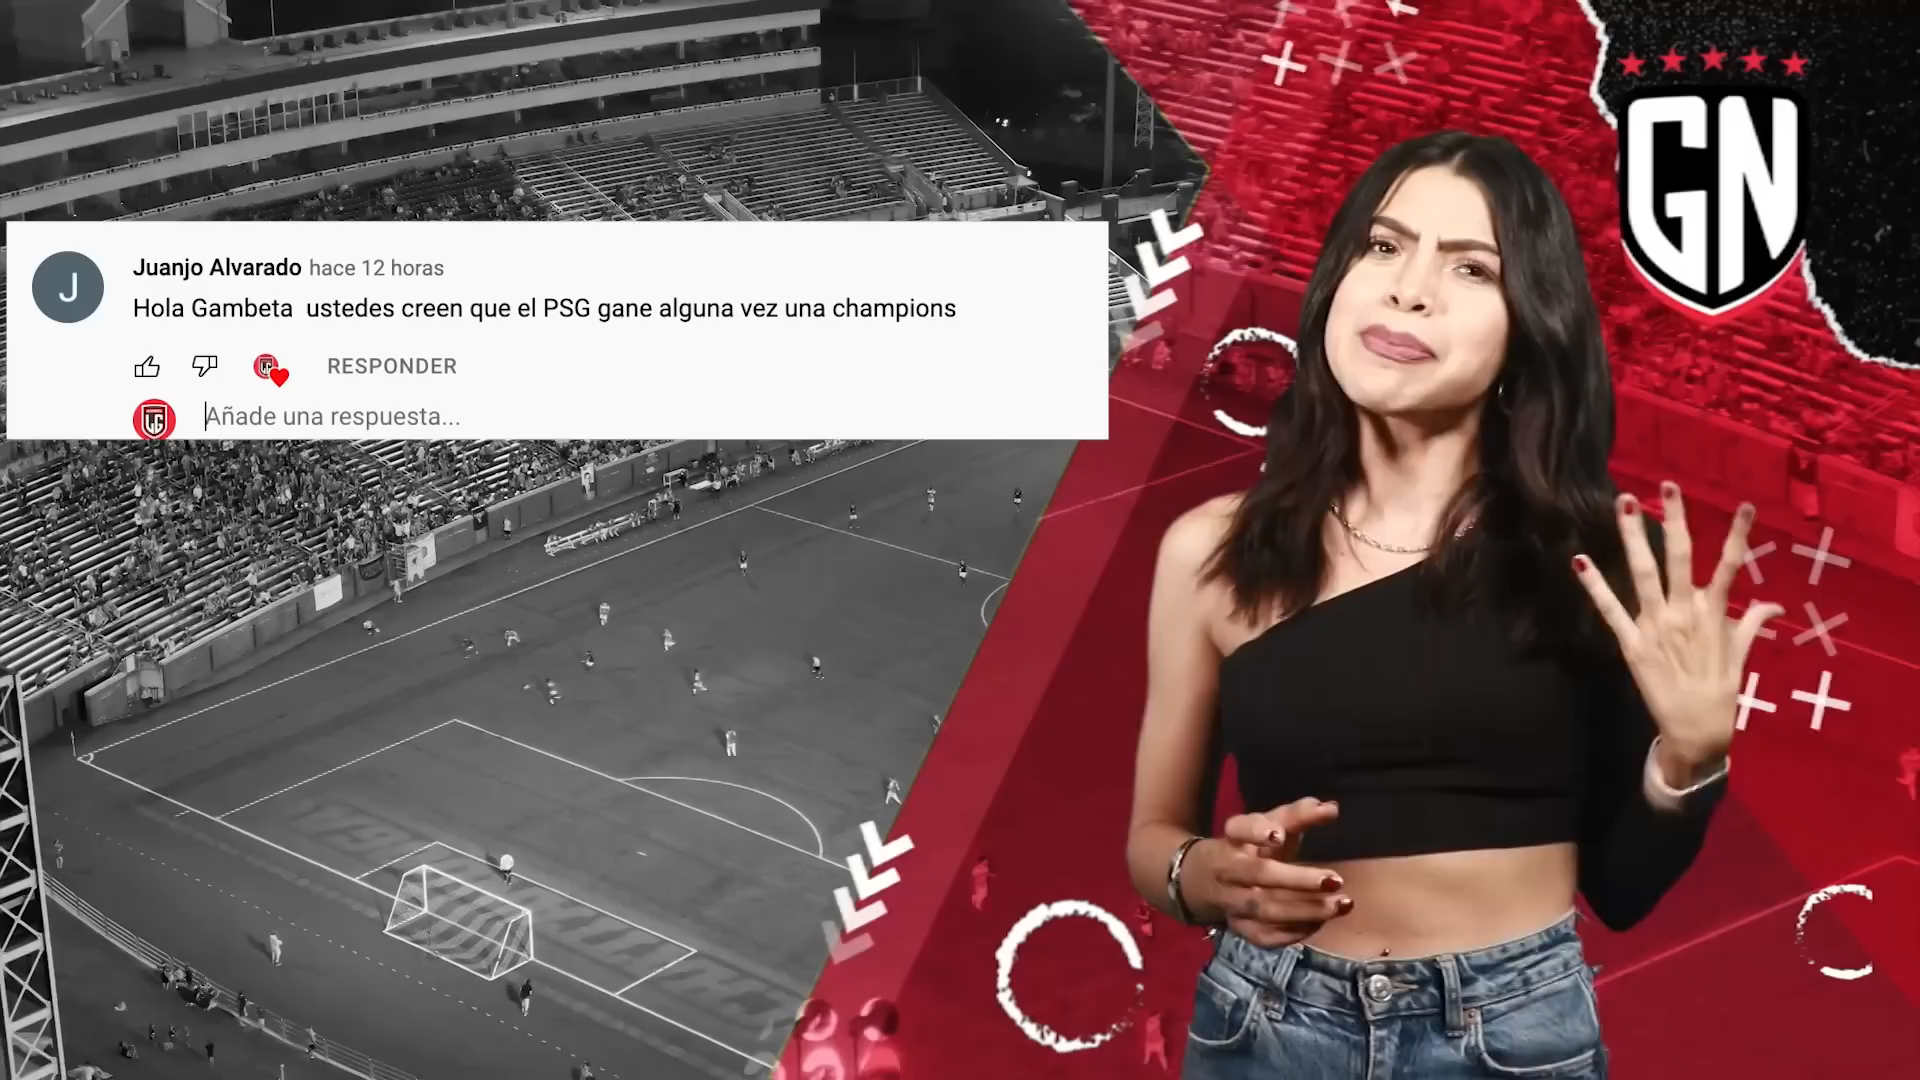 GN
J
Juanjo Alvarado hace 12 horas
Hola Gambeta  ustedes creen que el PSG gane alguna vez una champions
RESPONDER
Añade una respuesta...